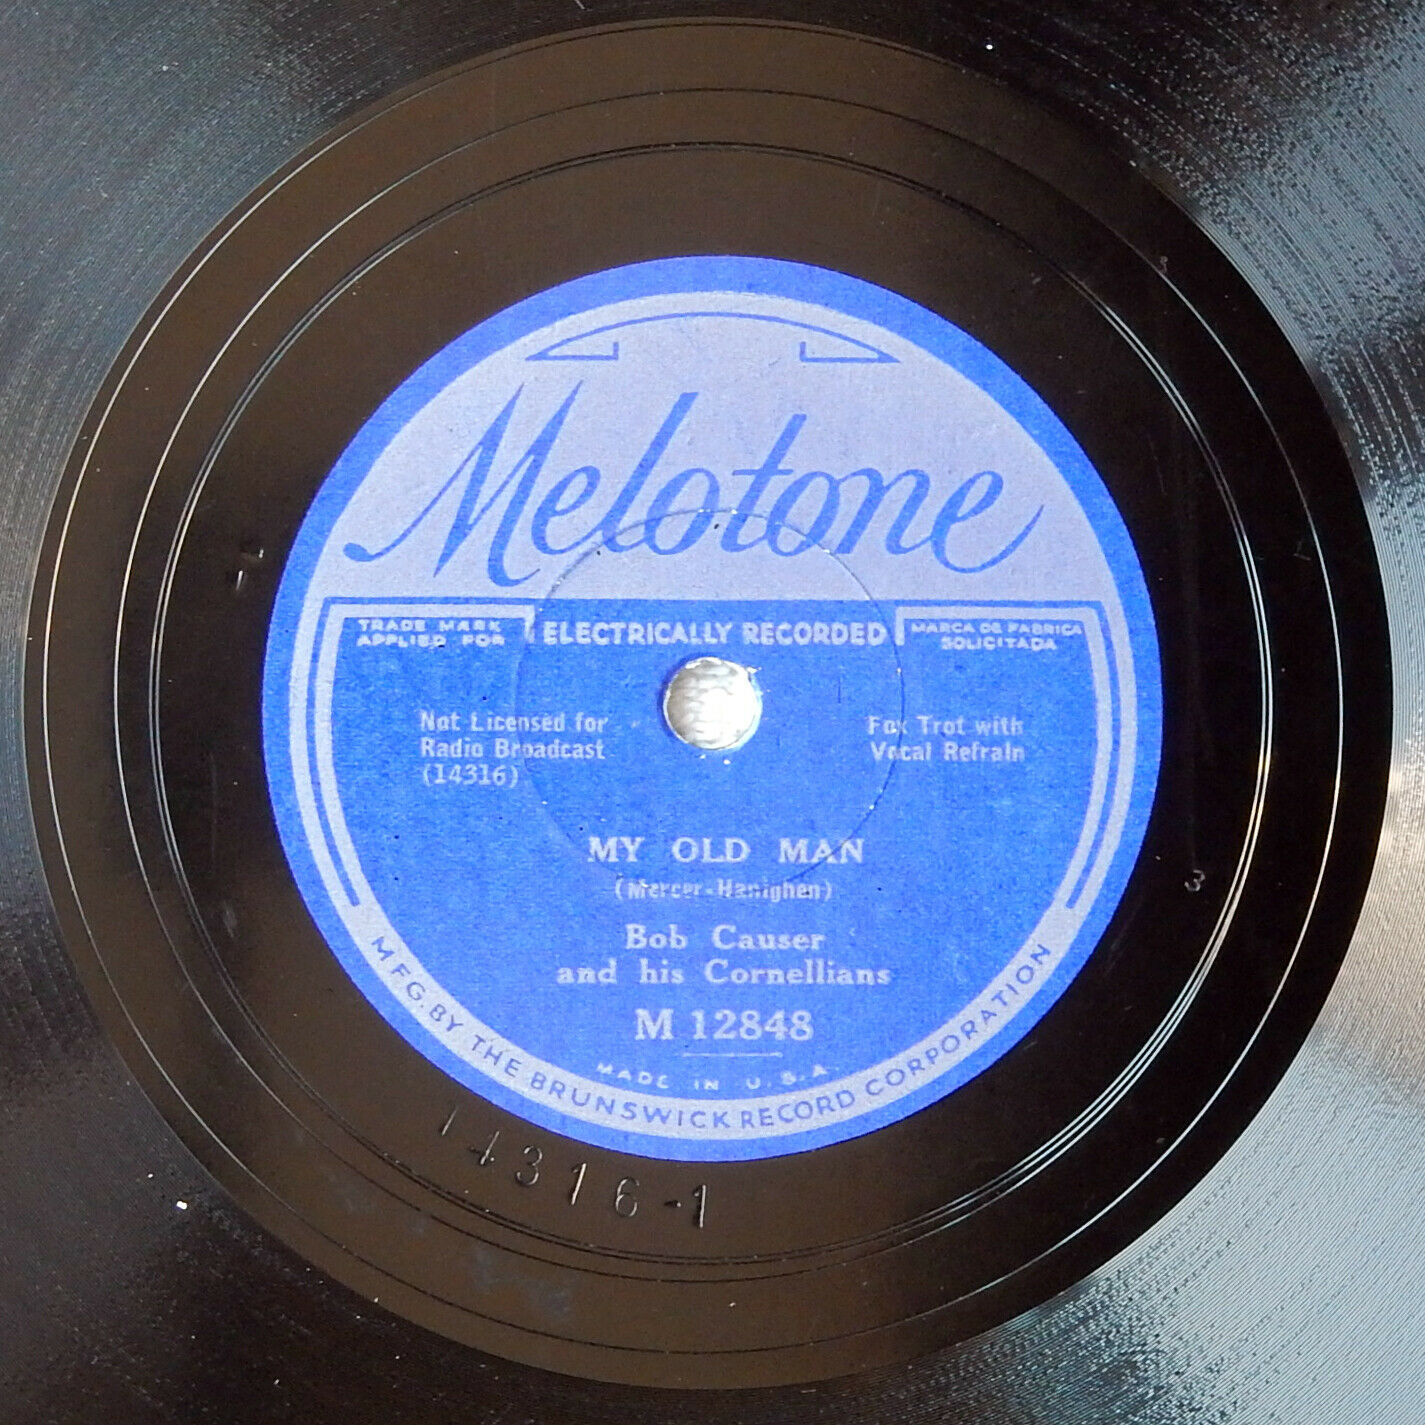 Melotone
TRADE MARK
APPLIED FOR
ELECTRICALLY RECORDED
MARCA DE FABRICA
SOLICITADA
Not Licensed for
Radio Broadcast
(14316)
Fox Trot with
Vocal Refrain
MY OLD MAN
(Mercer-Hanighen)
Bob Causer
and his Cornellians
M 12848
MADE IN U.S.A.
MFG. BY THE BRUNSWICK RECORD CORPORATION
14316-1
3